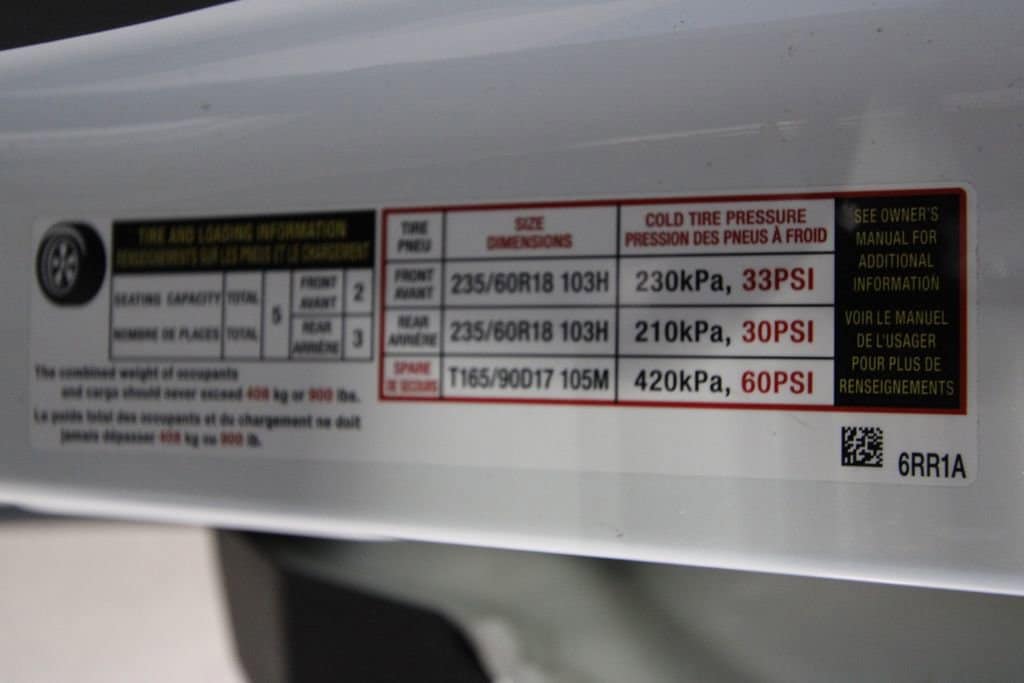 TIRE AND LOADING INFORMATION
RENSEIGNEMENTS SUR LES PNEUS ET LE CHARGEMENT
SEATING CAPACITY TOTAL 5 FRONT AVANT 2
NOMBRE DE PLACES TOTAL REAR ARRIÈRE 3
The combined weight of occupants
and cargo should never exceed 408 kg or 900 lbs.
Le poids total des occupants et du chargement ne doit
jamais dépasser 408 kg ou 900 lb.
TIRE PNEU SIZE DIMENSIONS COLD TIRE PRESSURE PRESSION DES PNEUS À FROID
FRONT AVANT 235/60R18 103H 230kPa, 33PSI
REAR ARRIÈRE 235/60R18 103H 210kPa, 30PSI
SPARE DE SECOURS T165/90D17 105M 420kPa, 60PSI
SEE OWNER'S
MANUAL FOR
ADDITIONAL
INFORMATION
VOIR LE MANUEL
DE L'USAGER
POUR PLUS DE
RENSEIGNEMENTS
6RR1A